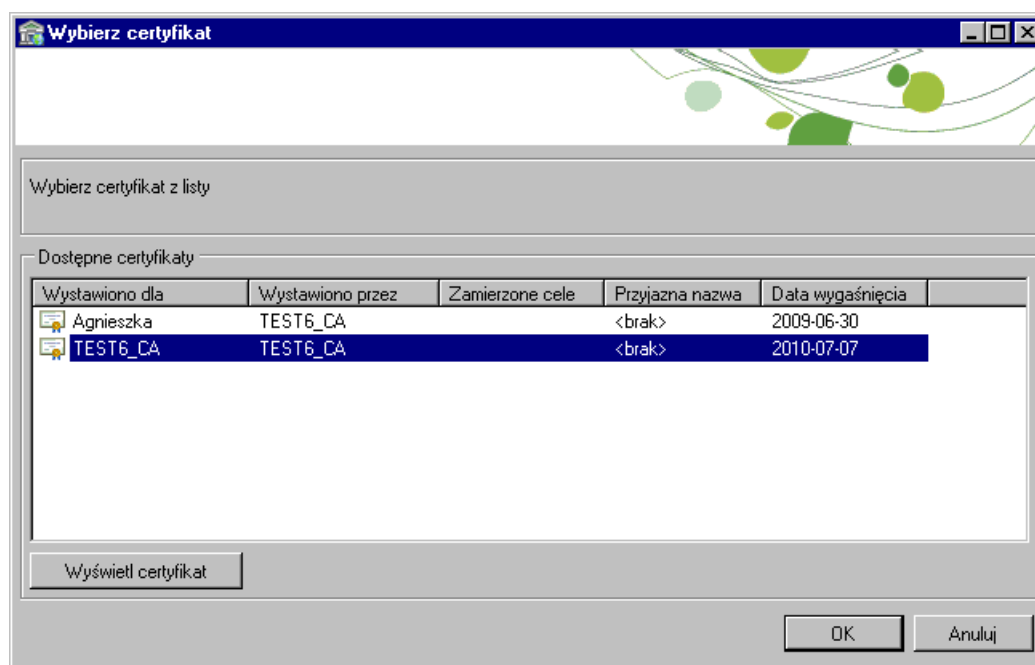 Wybierz certyfikat
Wybierz certyfikat z listy
Dostępne certyfikaty
Wystawiono dla Wystawiono przez Zamierzone cele Przyjazna nazwa Data wygaśnięcia
Agnieszka TEST6_CA <brak> 2009-06-30
TEST6_CA TEST6_CA <brak> 2010-07-07
Wyświetl certyfikat
OK Anuluj